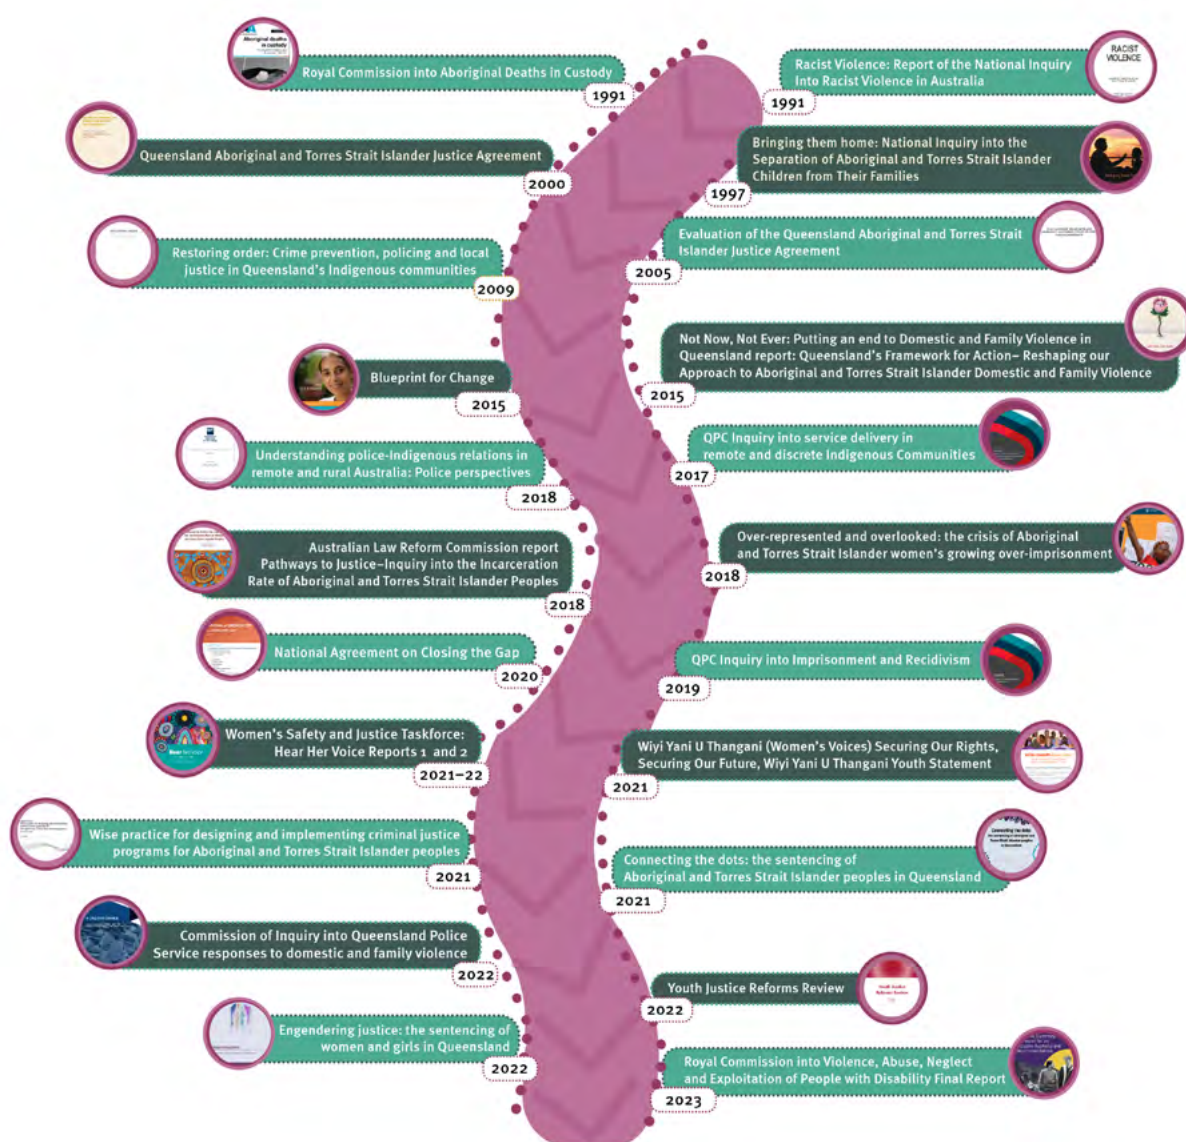 Aboriginal deaths
in custody
Royal Commission into Aboriginal Deaths in Custody
1991
Racist Violence: Report of the National Inquiry
Into Racist Violence in Australia
RACIST
VIOLENCE
1991
Queensland Aboriginal and Torres Strait Islander Justice Agreement
2000
Bringing them home: National Inquiry into the
Separation of Aboriginal and Torres Strait Islander
Children from Their Families
1997
Restoring order: Crime prevention, policing and local
justice in Queensland's Indigenous communities
2009
Evaluation of the Queensland Aboriginal and Torres Strait
Islander Justice Agreement
2005
Blueprint for Change
2015
Not Now, Not Ever: Putting an end to Domestic and Family Violence in
Queensland report: Queensland's Framework for Action– Reshaping our
Approach to Aboriginal and Torres Strait Islander Domestic and Family Violence
2015
Understanding police-Indigenous relations in
remote and rural Australia: Police perspectives
2018
QPC Inquiry into service delivery in
remote and discrete Indigenous Communities
2017
Australian Law Reform Commission report
Pathways to Justice–Inquiry into the Incarceration
Rate of Aboriginal and Torres Strait Islander Peoples
2018
Over-represented and overlooked: the crisis of Aboriginal
and Torres Strait Islander women's growing over-imprisonment
2018
National Agreement on Closing the Gap
2020
QPC Inquiry into Imprisonment and Recidivism
2019
Women's Safety and Justice Taskforce:
Hear Her Voice Reports 1 and 2
2021–22
Wiyi Yani U Thangani (Women's Voices) Securing Our Rights,
Securing Our Future, Wiyi Yani U Thangani Youth Statement
2021
Wise practice for designing and implementing criminal justice
programs for Aboriginal and Torres Strait Islander peoples
2021
Connecting the dots:
Connecting the dots: the sentencing of
Aboriginal and Torres Strait Islander peoples in Queensland
2021
Commission of Inquiry into Queensland Police
Service responses to domestic and family violence
2022
Youth Justice Reforms Review
Youth Justice
Reforms Review
2022
Engendering justice: the sentencing of
women and girls in Queensland
2022
Royal Commission into Violence, Abuse, Neglect
and Exploitation of People with Disability Final Report
2023